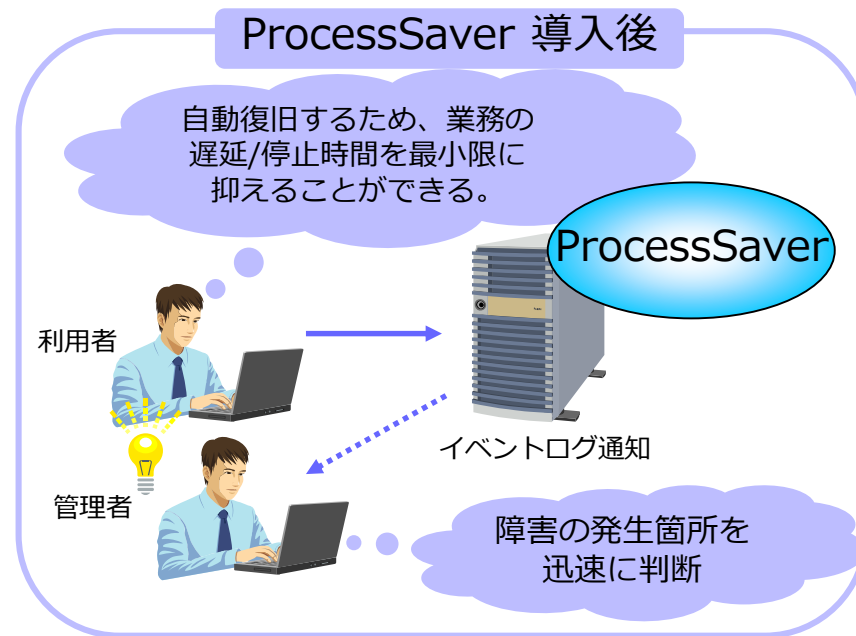 ProcessSaver 導入後
自動復旧するため、業務の
遅延/停止時間を最小限に
抑えることができる。
ProcessSaver
利用者
イベントログ通知
管理者
障害の発生箇所を
迅速に判断